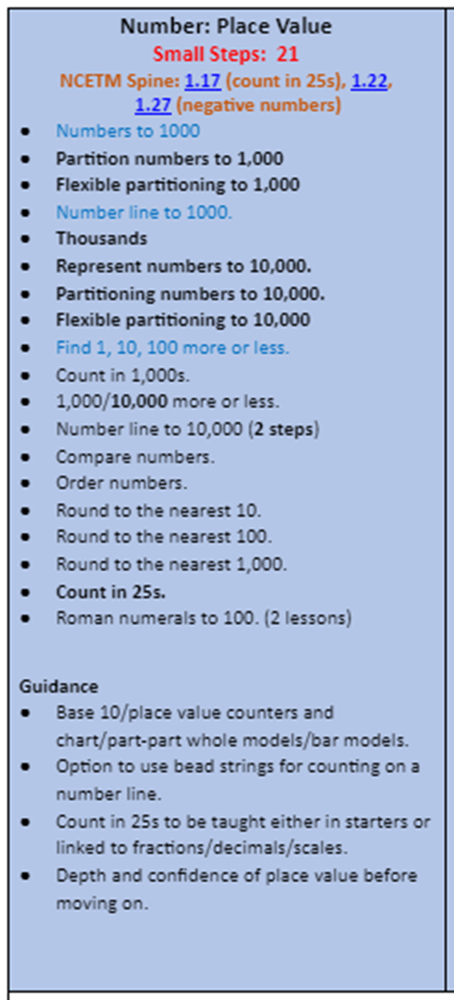 Number: Place Value
Small Steps: 21
NCETM Spine: 1.17 (count in 25s), 1.22,
1.27 (negative numbers)
• Numbers to 1000
• Partition numbers to 1,000
• Flexible partitioning to 1,000
• Number line to 1000.
• Thousands
• Represent numbers to 10,000.
• Partitioning numbers to 10,000.
• Flexible partitioning to 10,000
• Find 1, 10, 100 more or less.
• Count in 1,000s.
• 1,000/10,000 more or less.
• Number line to 10,000 (2 steps)
• Compare numbers.
• Order numbers.
• Round to the nearest 10.
• Round to the nearest 100.
• Round to the nearest 1,000.
• Count in 25s.
• Roman numerals to 100. (2 lessons)
Guidance
• Base 10/place value counters and
chart/part-part whole models/bar models.
• Option to use bead strings for counting on a
number line.
• Count in 25s to be taught either in starters or
linked to fractions/decimals/scales.
• Depth and confidence of place value before
moving on.